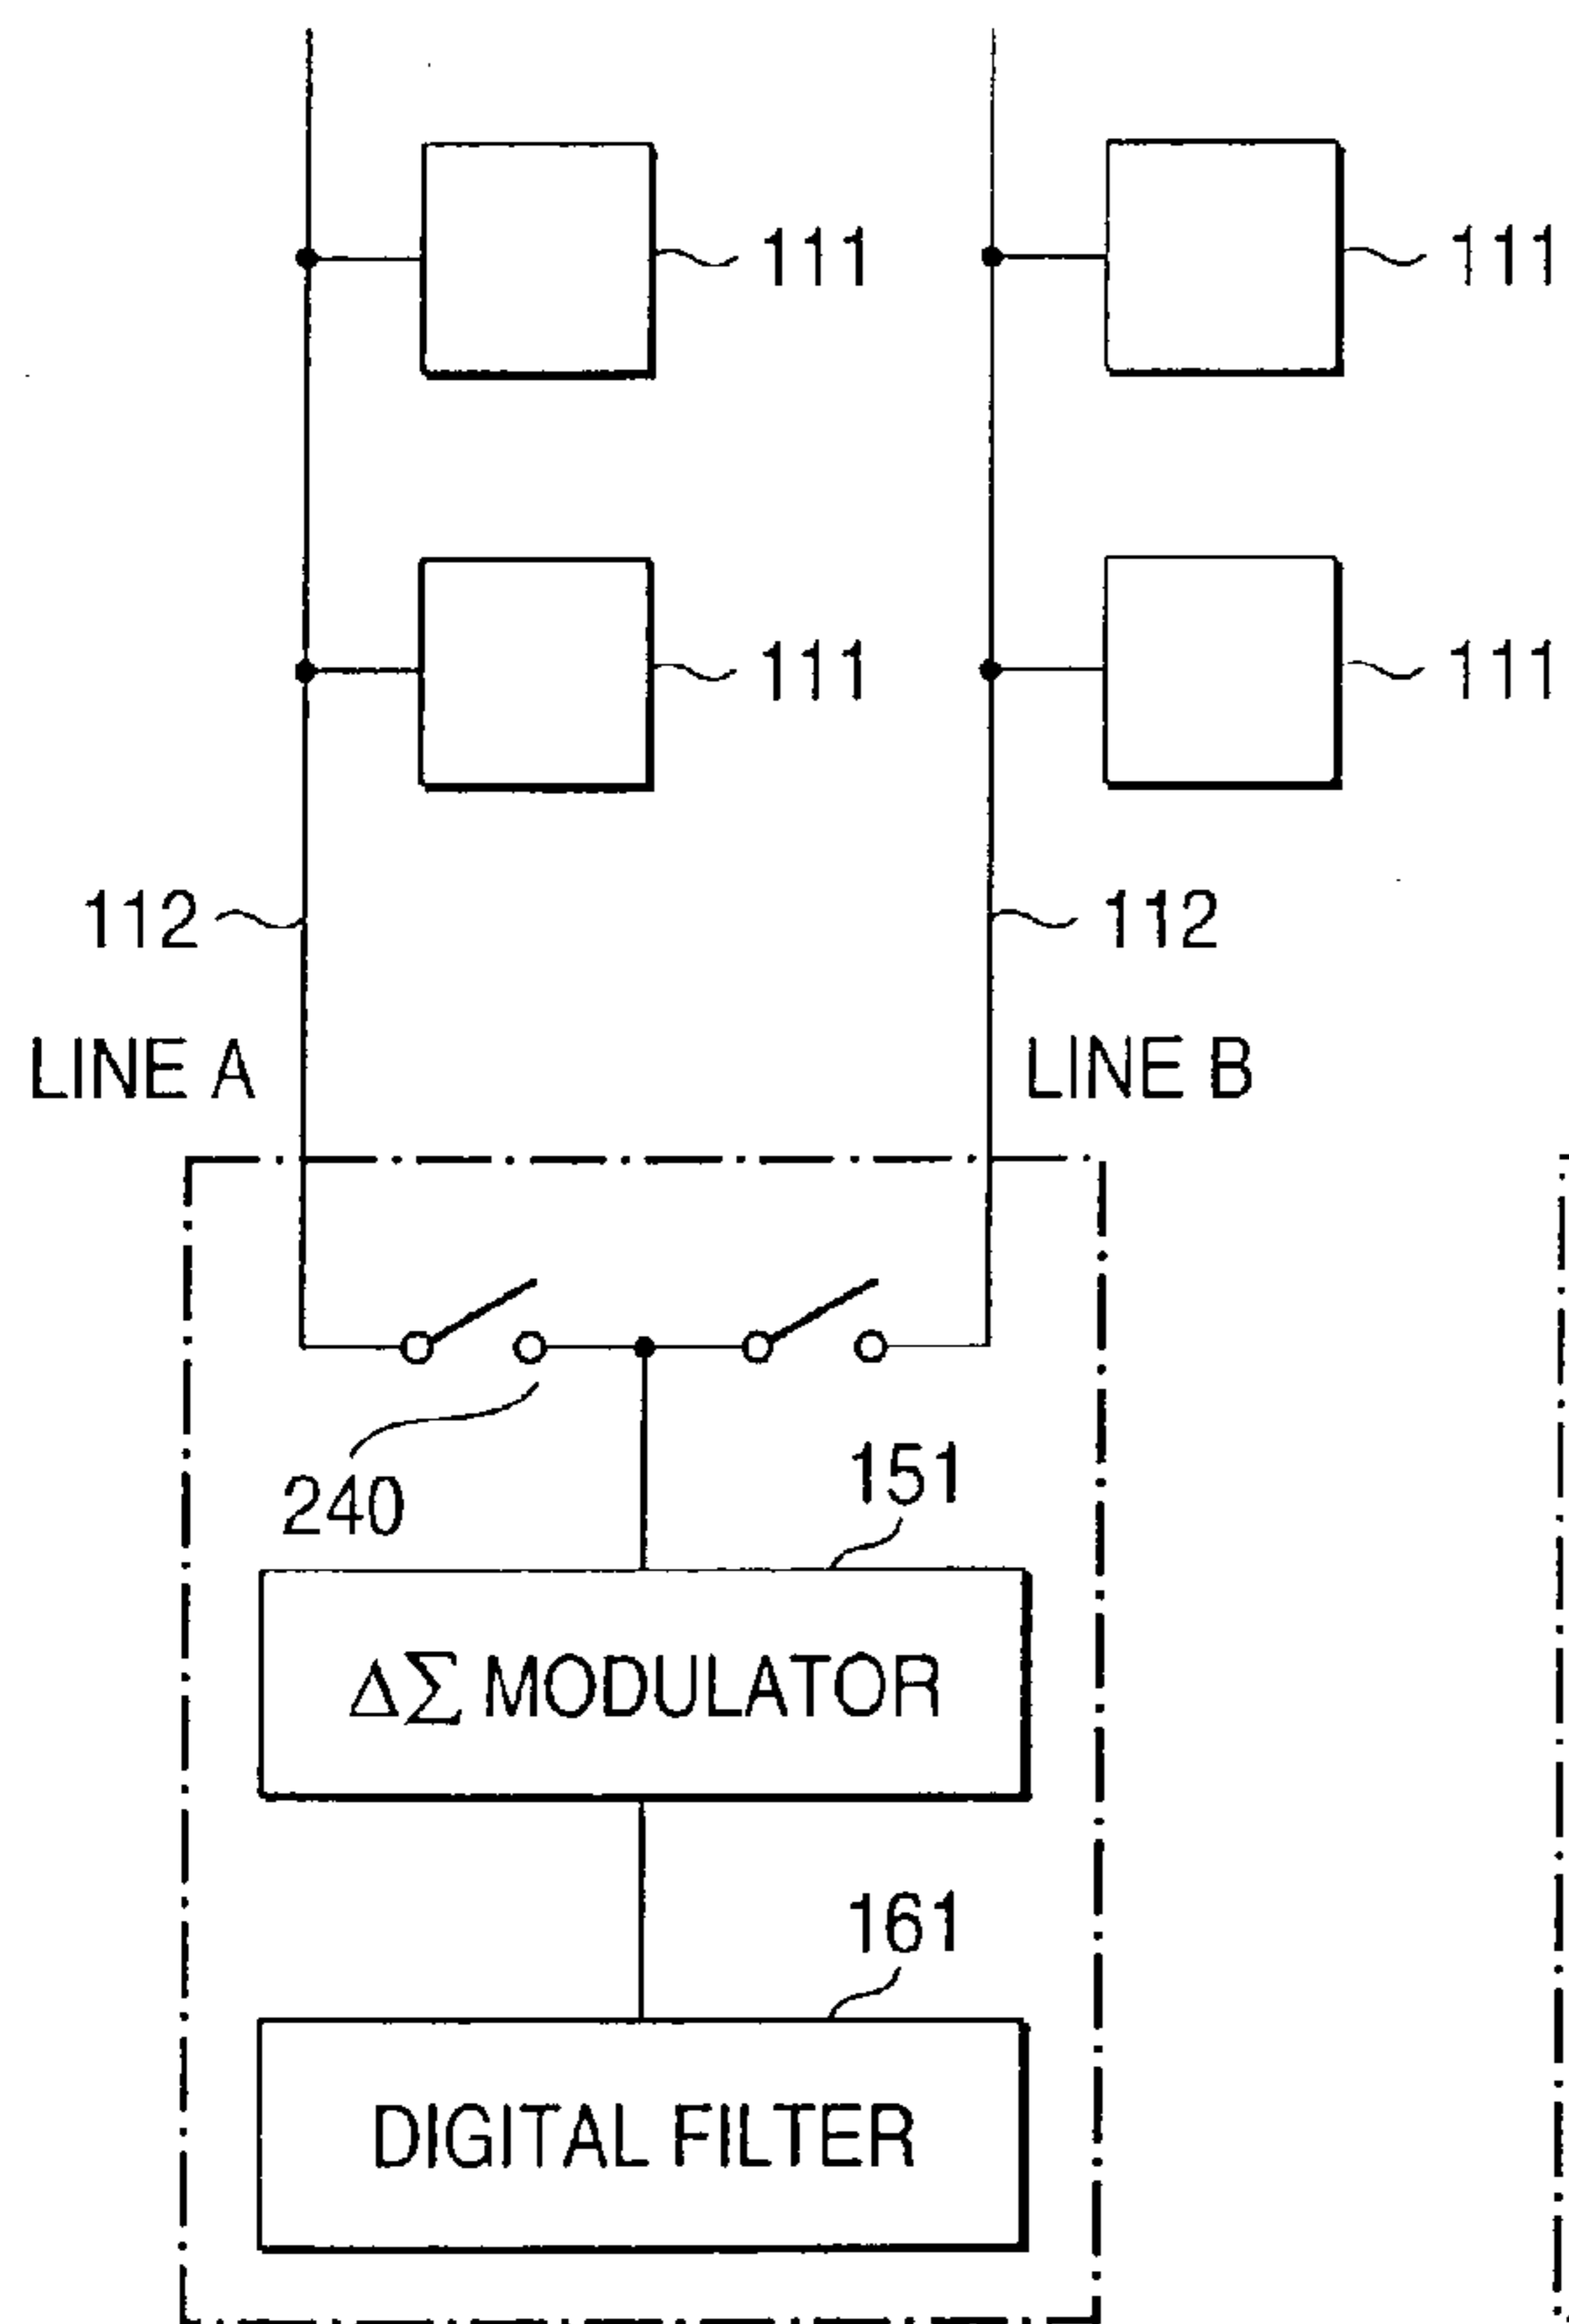 111 111
111 111
112 112
LINE A LINE B
240 151
ΔΣ MODULATOR
161
DIGITAL FILTER